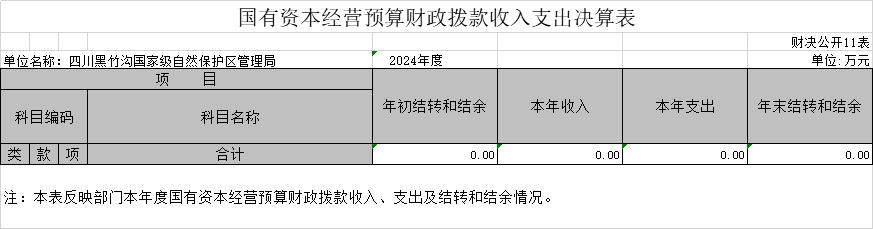 国有资本经营预算财政拨款收入支出决算表
财决公开11表
单位名称：四川黑竹沟国家级自然保护区管理局 2024年度 单位:万元
项 目 年初结转和结余 本年收入 本年支出 年末结转和结余
科目编码 科目名称
类 款 项 合计 0.00 0.00 0.00 0.00
注：本表反映部门本年度国有资本经营预算财政拨款收入、支出及结转和结余情况。